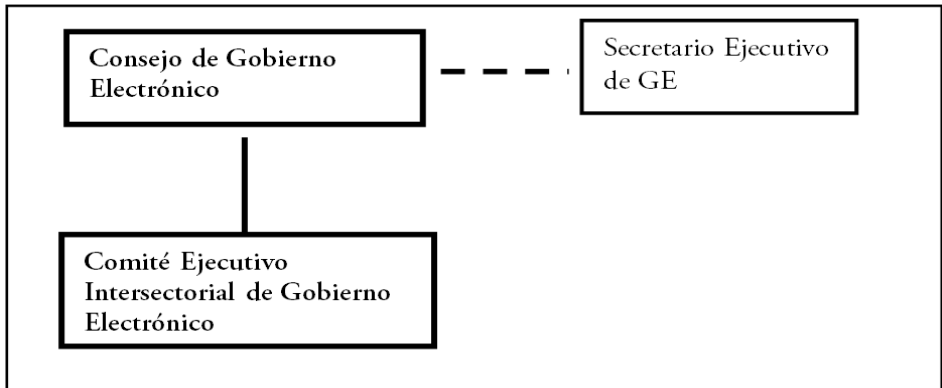 Consejo de Gobierno
Electrónico
Secretario Ejecutivo
de GE
Comité Ejecutivo
Intersectorial de Gobierno
Electrónico